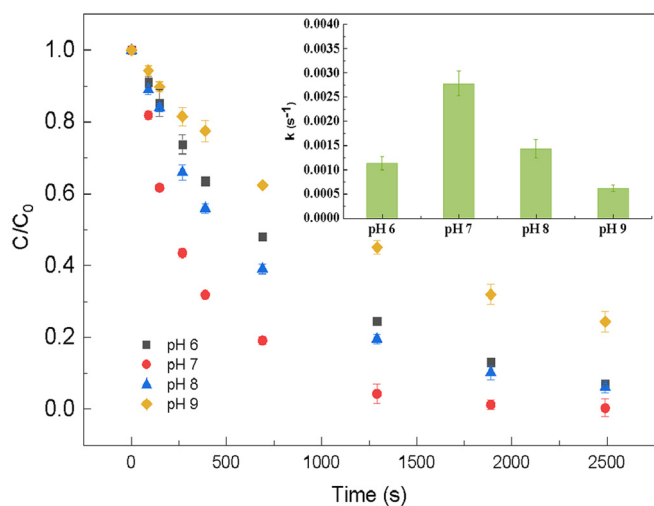 C/C0
1.0
0.8
0.6
0.4
0.2
0.0
pH 6
pH 7
pH 8
pH 9
0
500
1000
1500
2000
2500
Time (s)
k (s-1)
0.0040
0.0035
0.0030
0.0025
0.0020
0.0015
0.0010
0.0005
0.0000
pH 6
pH 7
pH 8
pH 9